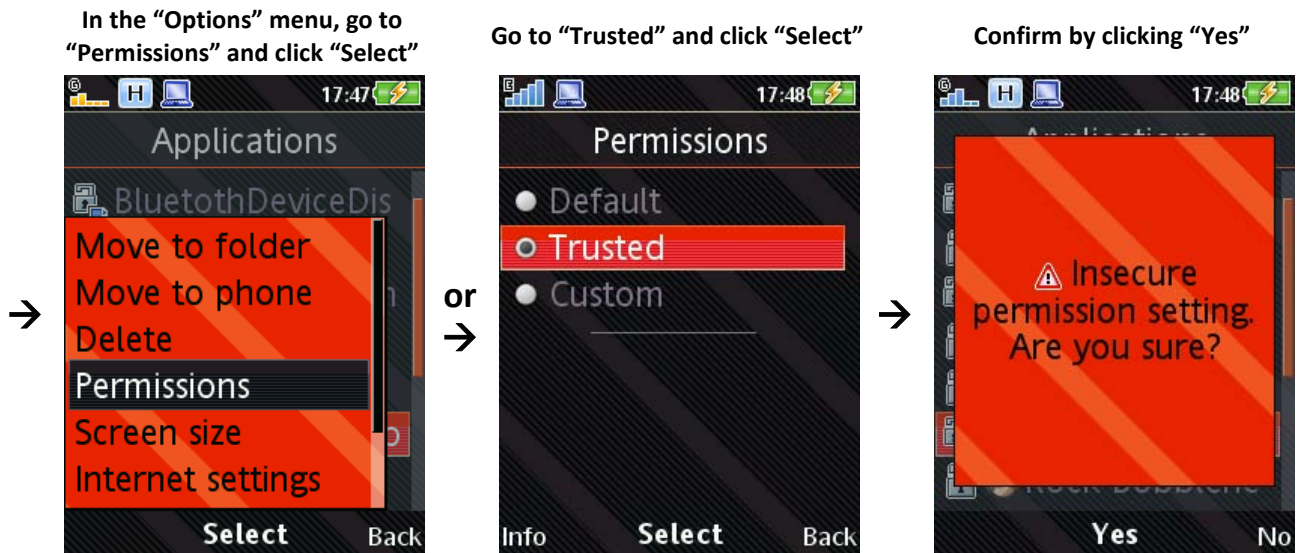 In the “Options” menu, go to
“Permissions” and click “Select”
G H 17:47
Applications
BluetothDeviceDis
Move to folder
Move to phone
Delete
Permissions
Screen size
Internet settings
Select Back
→
or
→
Go to “Trusted” and click “Select”
E 17:48
Permissions
Default
Trusted
Custom
Info Select Back
→
Confirm by clicking “Yes”
G H 17:48
Applications
Insecure
permission setting.
Are you sure?
Yes No